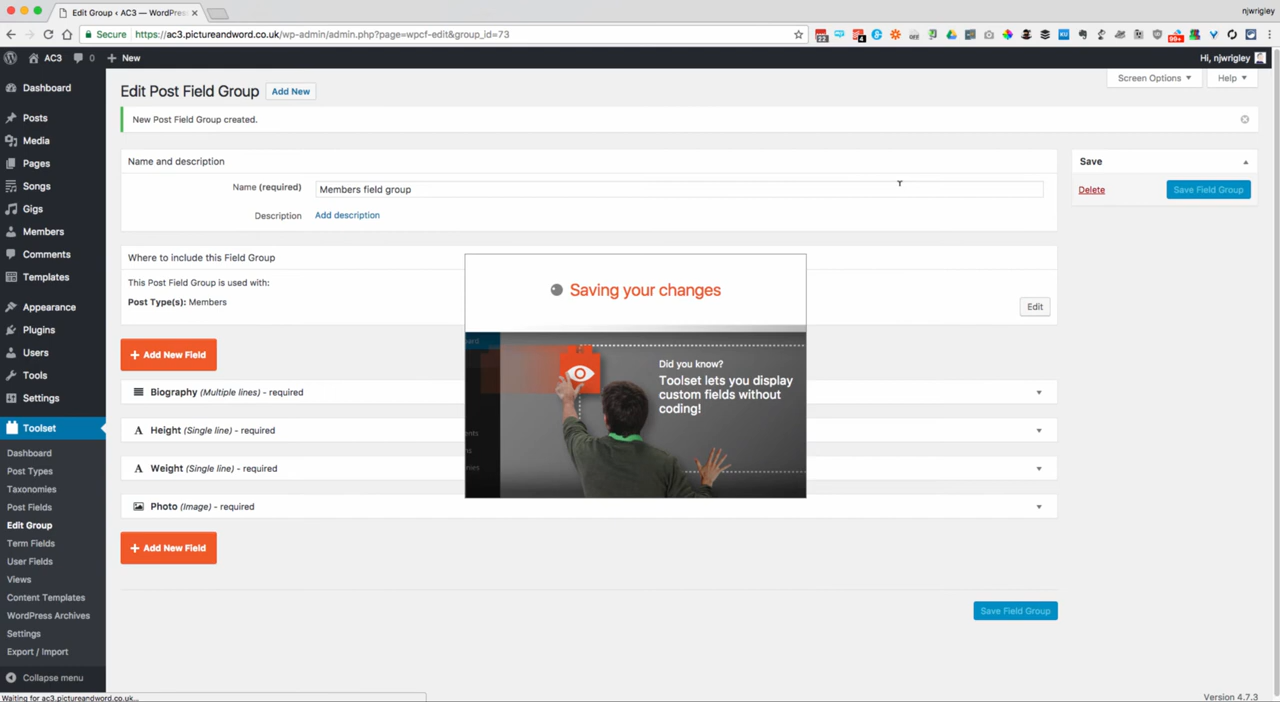 njwrigley
Edit Group ‹ AC3 — WordPress
Secure https://ac3.pictureandword.co.uk/wp-admin/admin.php?page=wpcf-edit&group_id=73
AC3 0 New Hi, njwrigley
Screen Options Help
Dashboard
Posts
Media
Pages
Songs
Gigs
Members
Comments
Templates
Appearance
Plugins
Users
Tools
Settings
Toolset
Dashboard
Post Types
Taxonomies
Post Fields
Edit Group
Term Fields
User Fields
Views
Content Templates
WordPress Archives
Settings
Export / Import
Collapse menu
Edit Post Field Group Add New
New Post Field Group created.
Name and description
Name (required) Members field group
Description Add description
Where to include this Field Group
This Post Field Group is used with:
Post Type(s): Members
Edit
+ Add New Field
Biography (Multiple lines) - required
A Height (Single line) - required
A Weight (Single line) - required
Photo (Image) - required
+ Add New Field
Save Field Group
Save
Delete Save Field Group
Saving your changes
Did you know?
Toolset lets you display
custom fields without
coding!
Waiting for ac3.pictureandword.co.uk...
Version 4.7.3